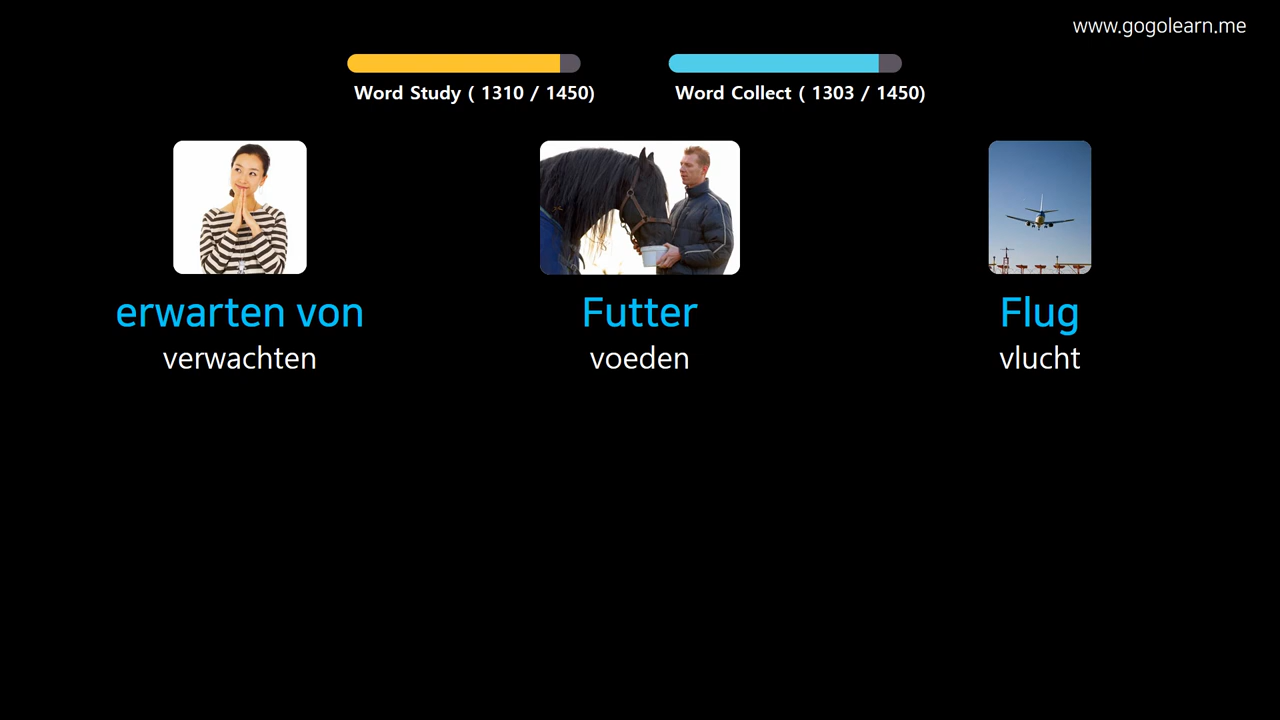 www.gogolearn.me
Word Study ( 1310 / 1450)
Word Collect ( 1303 / 1450)
erwarten von
verwachten
Futter
voeden
Flug
vlucht